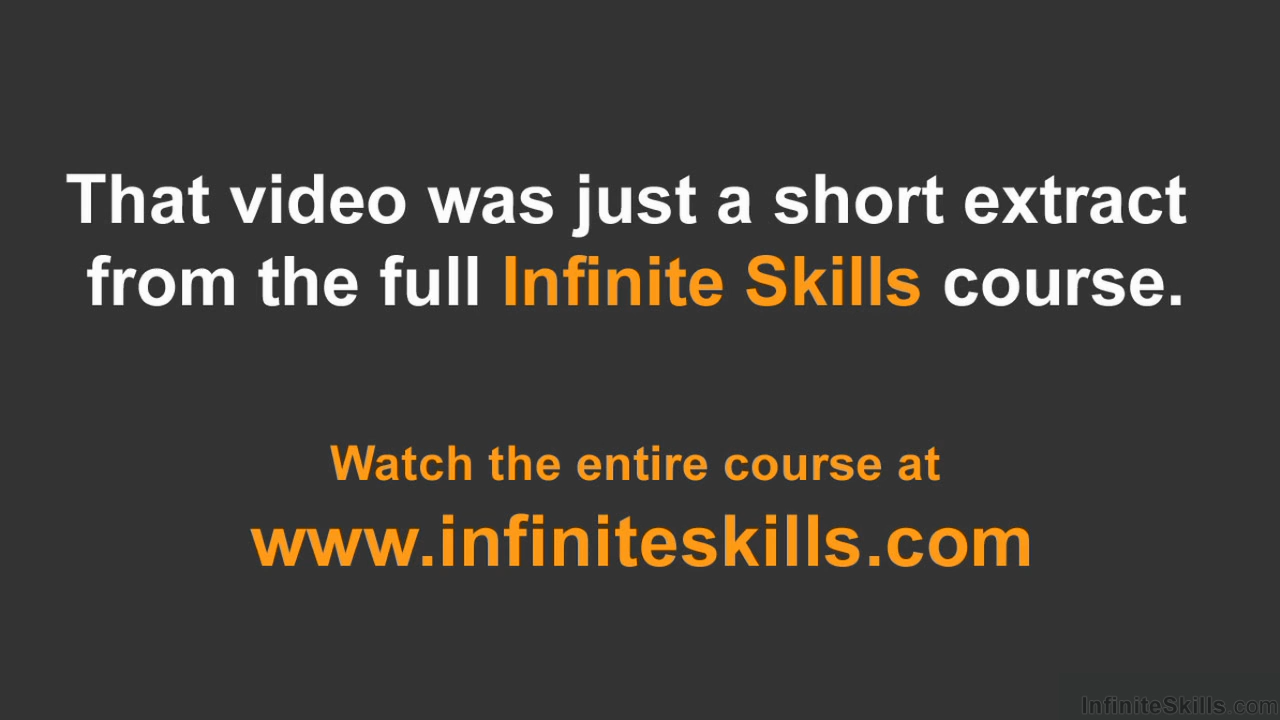 That video was just a short extract
from the full Infinite Skills course.
Watch the entire course at
www.infiniteskills.com
InfiniteSkills.com